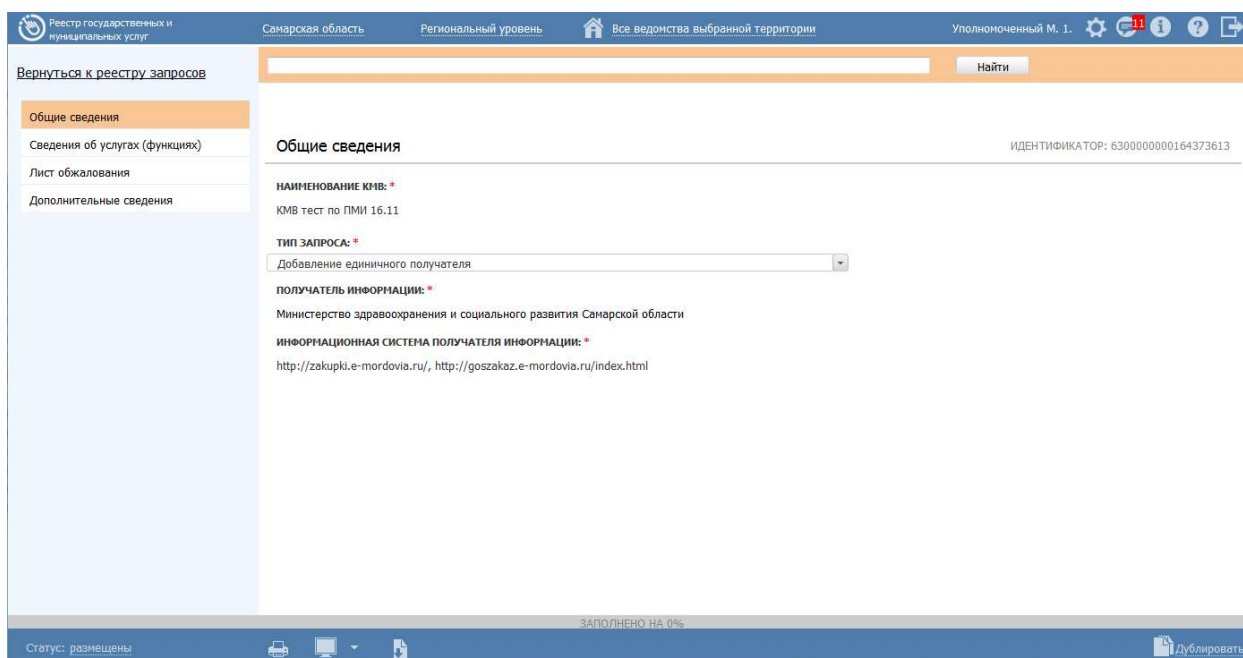 Реестр государственных и
муниципальных услуг
Самарская область
Региональный уровень
Все ведомства выбранной территории
Уполномоченный М. 1.
11
Вернуться к реестру запросов
Найти
Общие сведения
Сведения об услугах (функциях)
Лист обжалования
Дополнительные сведения
Общие сведения
ИДЕНТИФИКАТОР: 6300000000164373613
НАИМЕНОВАНИЕ КМВ: *
КМВ тест по ПМИ 16.11
ТИП ЗАПРОСА: *
Добавление единичного получателя
ПОЛУЧАТЕЛЬ ИНФОРМАЦИИ: *
Министерство здравоохранения и социального развития Самарской области
ИНФОРМАЦИОННАЯ СИСТЕМА ПОЛУЧАТЕЛЯ ИНФОРМАЦИИ: *
http://zakupki.e-mordovia.ru/, http://goszakaz.e-mordovia.ru/index.html
ЗАПОЛНЕНО НА 0%
Статус: размещены
Дублировать